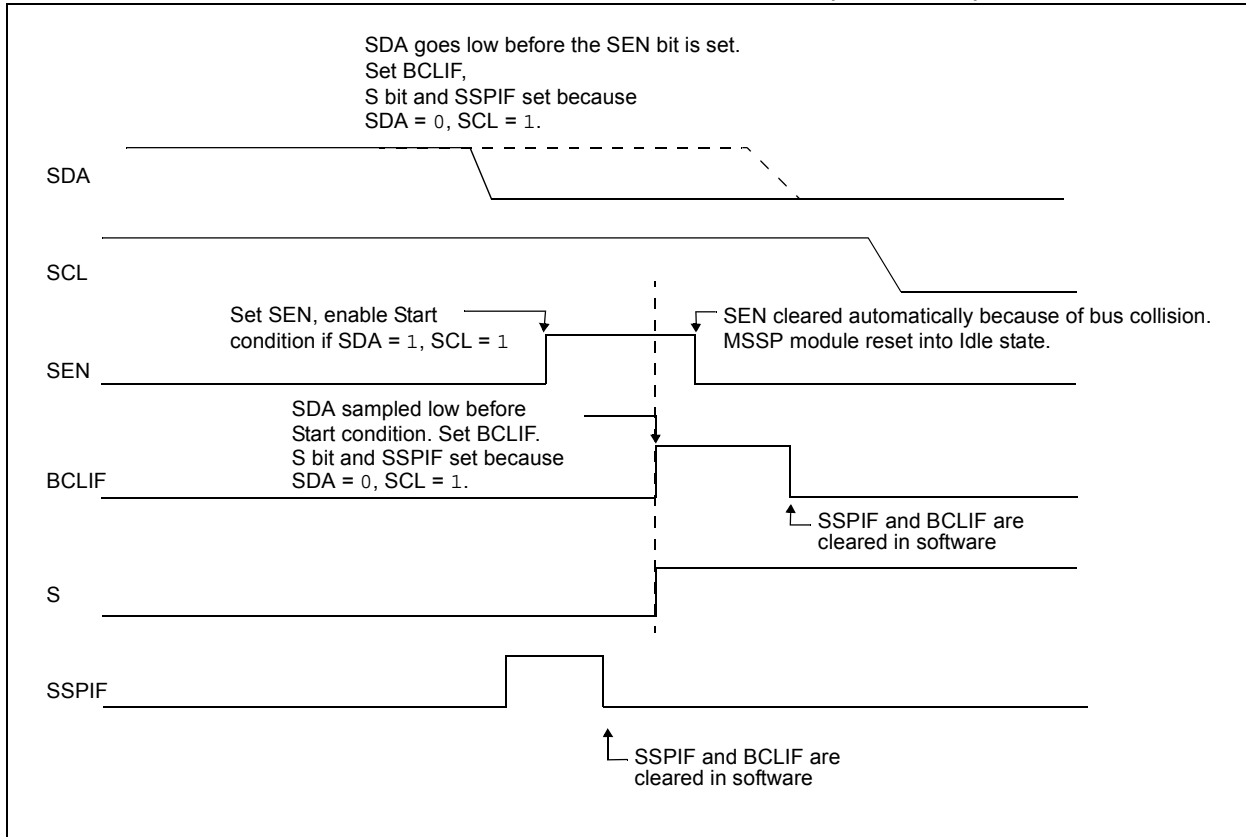 SDA goes low before the SEN bit is set.
Set BCLIF,
S bit and SSPIF set because
SDA = 0, SCL = 1.
SDA
SCL
Set SEN, enable Start
condition if SDA = 1, SCL = 1
SEN cleared automatically because of bus collision.
MSSP module reset into Idle state.
SEN
SDA sampled low before
Start condition. Set BCLIF.
S bit and SSPIF set because
SDA = 0, SCL = 1.
BCLIF
SSPIF and BCLIF are
cleared in software
S
SSPIF
SSPIF and BCLIF are
cleared in software